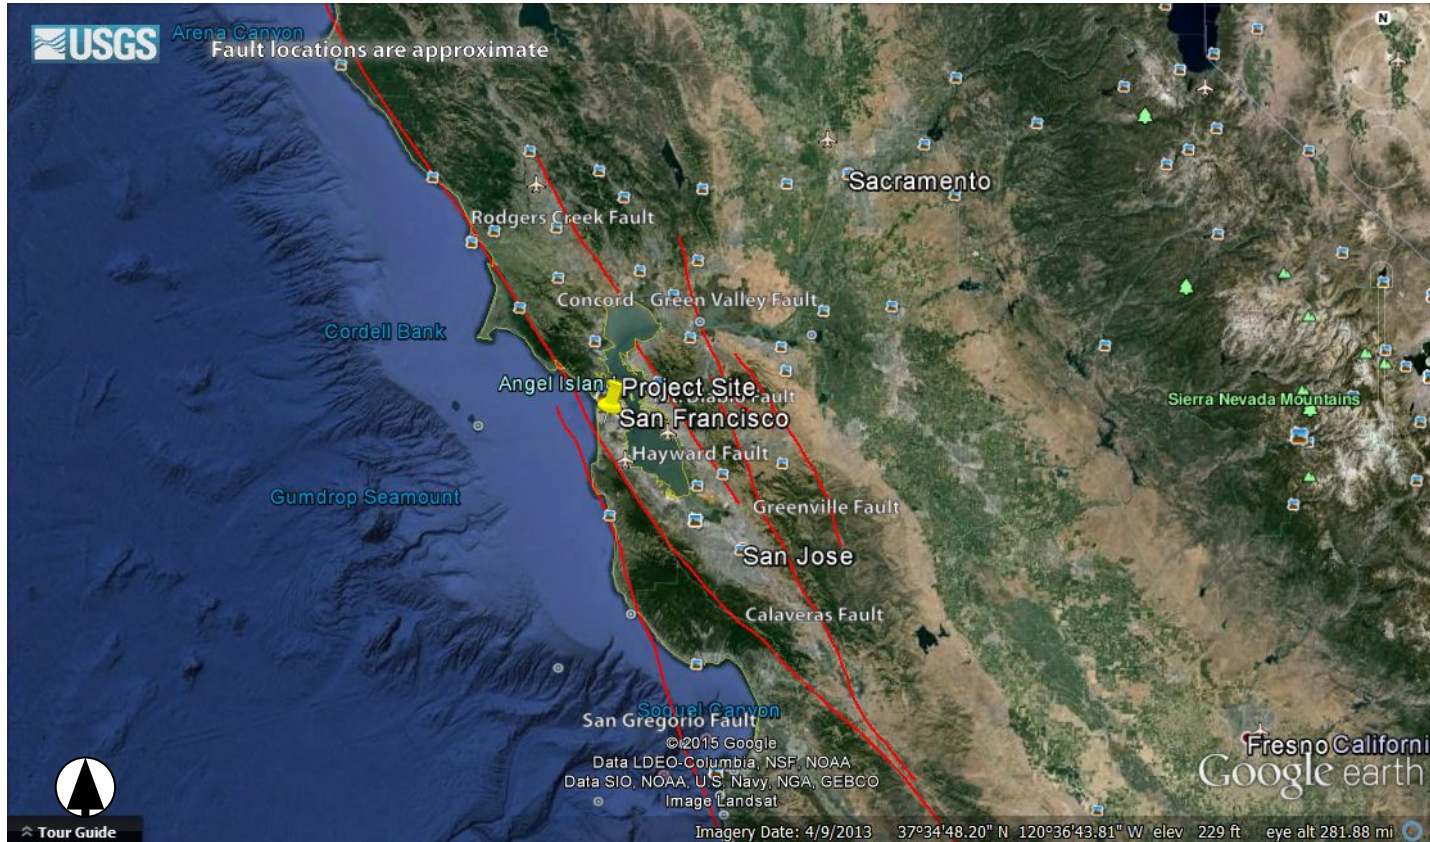 USGS
Arena Canyon
Fault locations are approximate
N
Sacramento
Rodgers Creek Fault
Concord - Green Valley Fault
Cordell Bank
Angel Island
Project Site
Diablo Fault
San Francisco
Sierra Nevada Mountains
Hayward Fault
Gumdrop Seamount
Greenville Fault
San Jose
Calaveras Fault
Soquel Canyon
San Gregorio Fault
©2015 Google
Data LDEO-Columbia, NSF, NOAA
Data SIO, NOAA, U.S. Navy, NGA, GEBCO
Image Landsat
Fresno Californi
Google earth
Tour Guide
Imagery Date: 4/9/2013 37°34'48.20" N 120°36'43.81" W elev 229 ft eye alt 281.88 mi